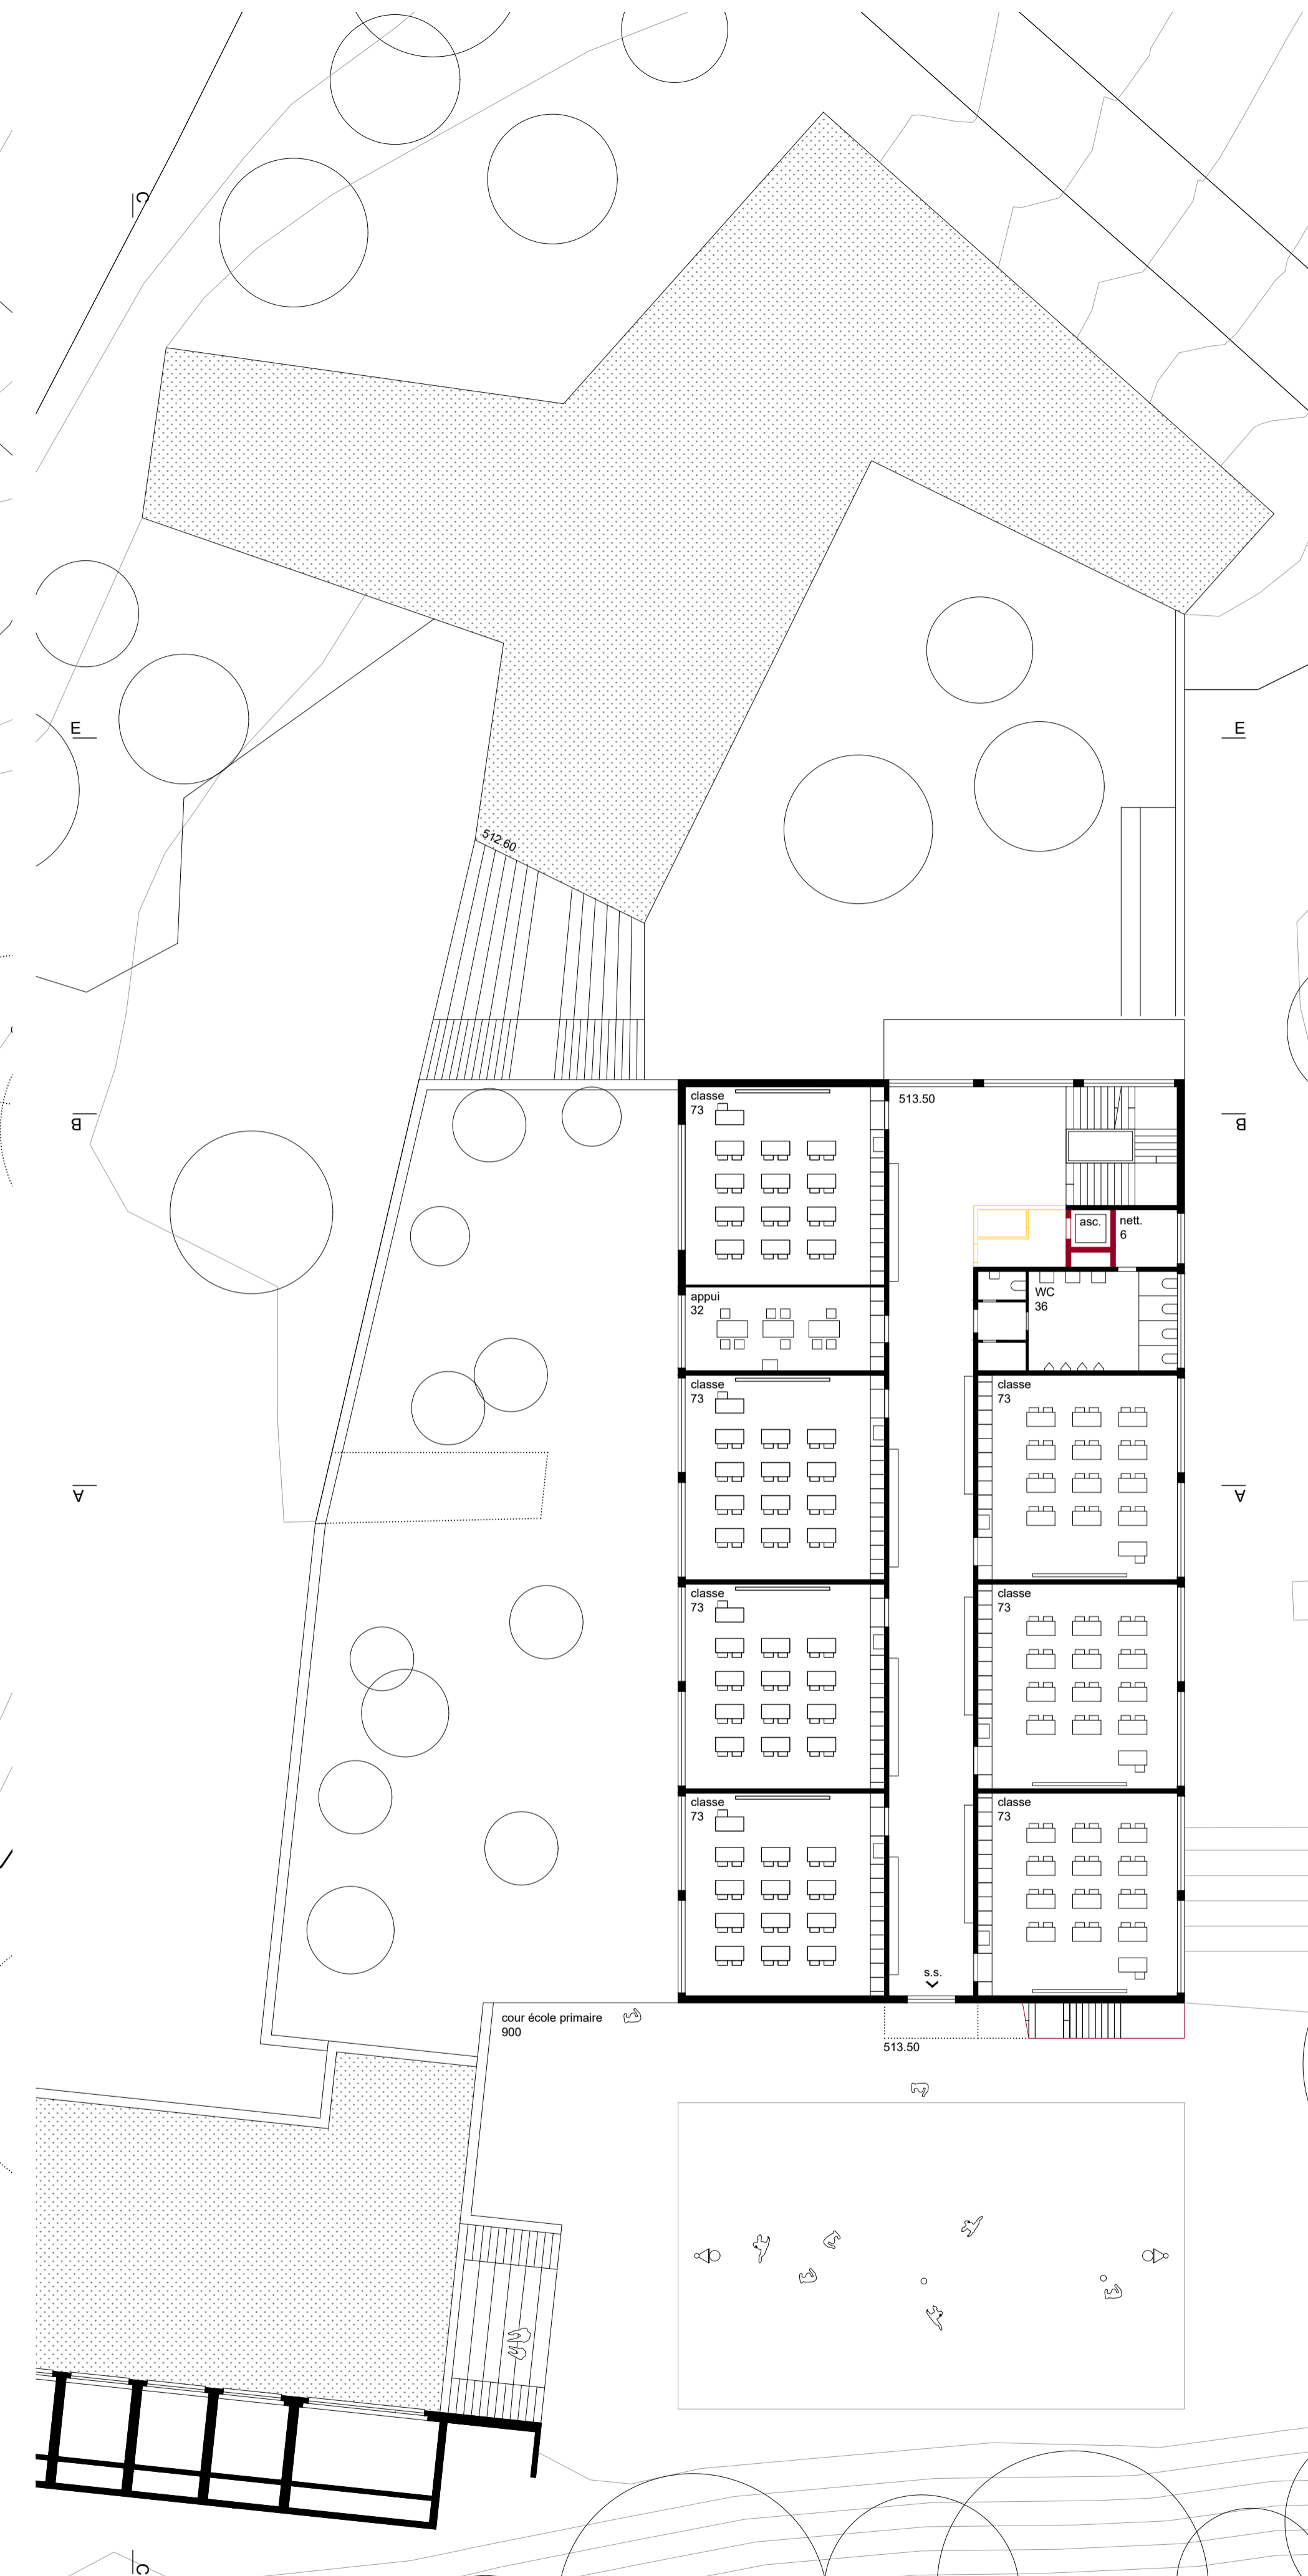 C
E
E
512.60
classe
73
513.50
B
B
asc.
nett.
6
appui
32
WC
36
classe
73
classe
73
A
A
classe
73
classe
73
classe
73
classe
73
s.s.
cour école primaire
900
513.50
C